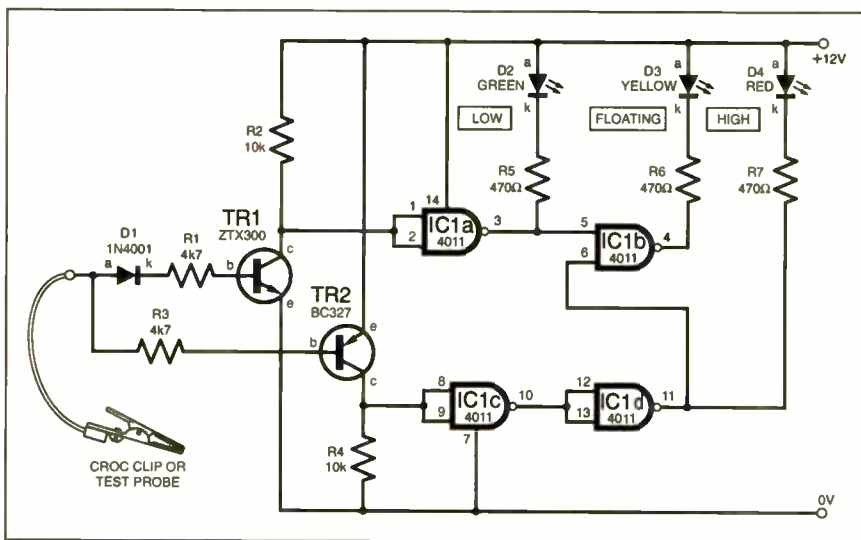 +12V
D2
GREEN
a
k
D3
YELLOW
a
k
D4
RED
a
k
LOW
FLOATING
HIGH
R2
10k
R5
470Ω
R6
470Ω
R7
470Ω
14
1
2
IC1a
4011
3
5
6
IC1b
4011
4
TR1
ZTX300
D1
1N4001
a
k
R1
4k7
b
c
e
TR2
BC327
R3
4k7
b
e
c
8
9
IC1c
4011
10
7
12
13
IC1d
4011
11
R4
10k
CROC CLIP OR
TEST PROBE
0V